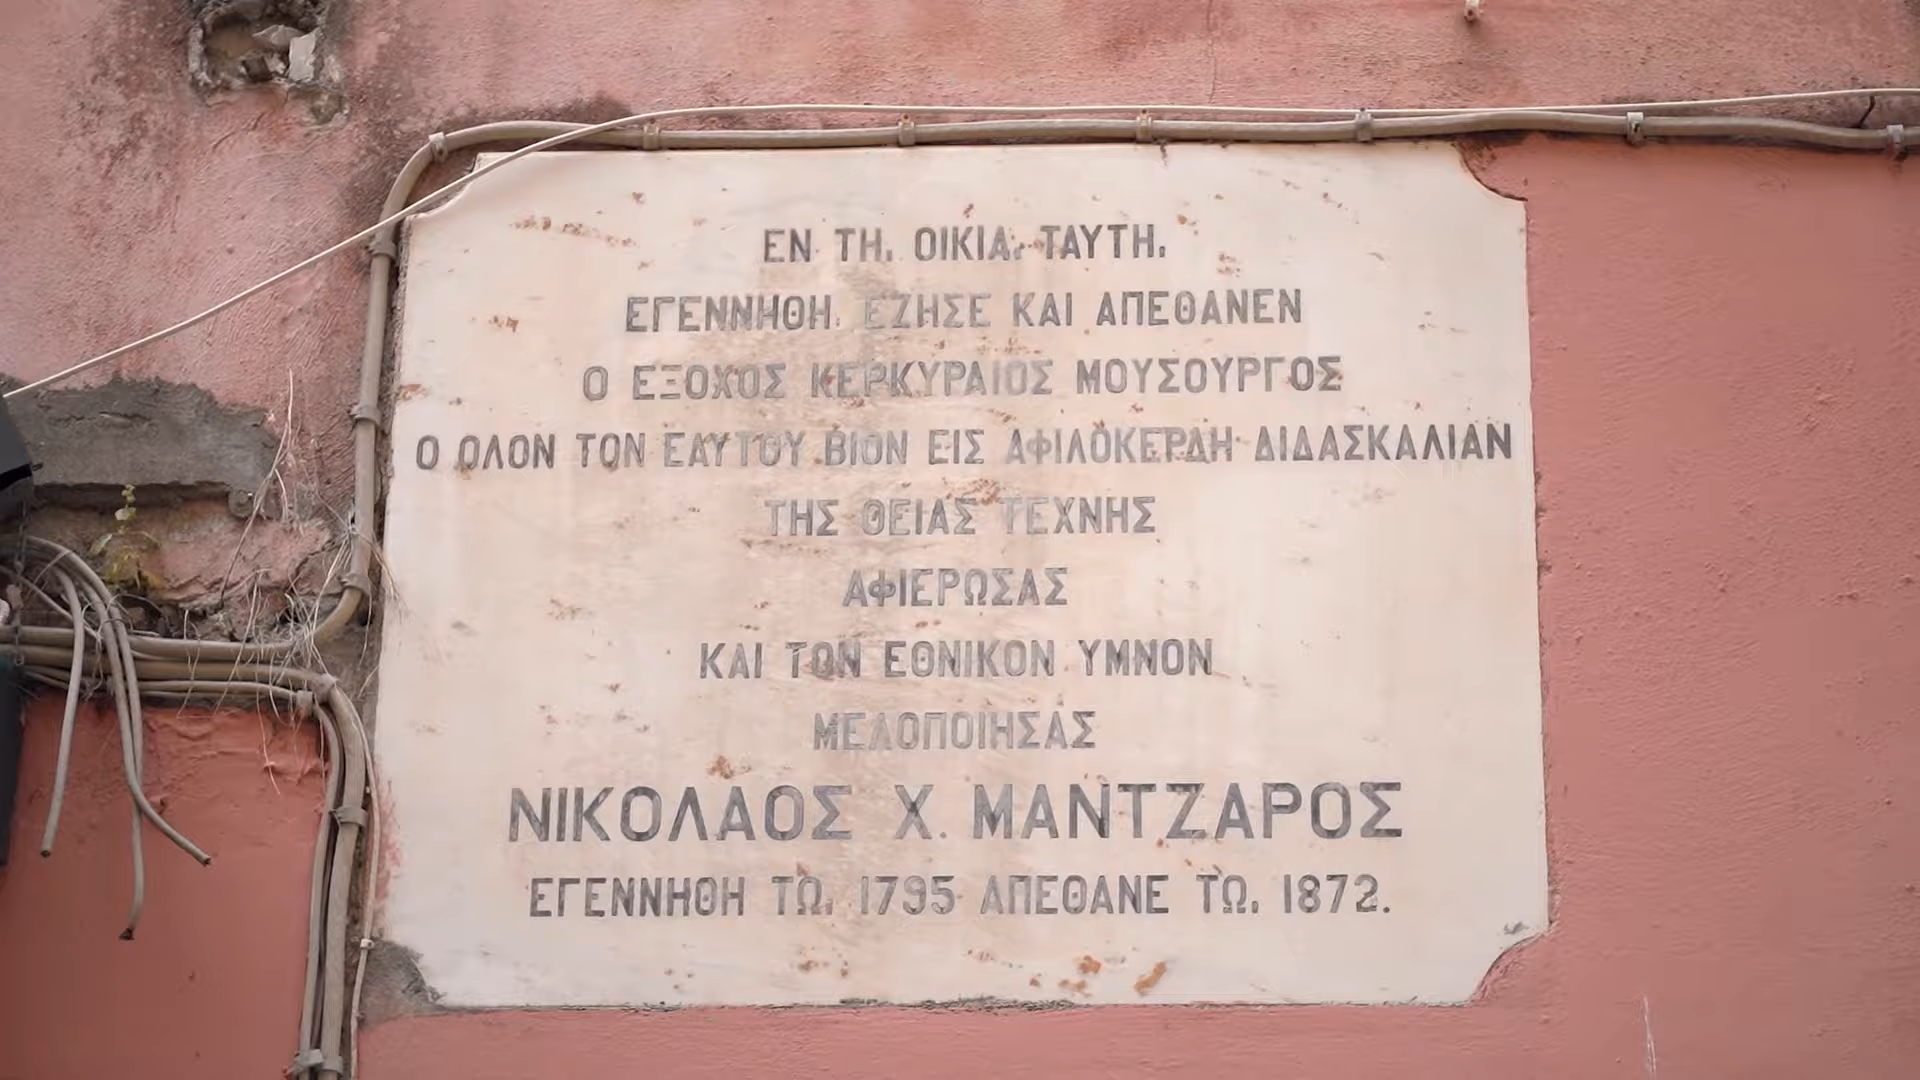 ΕΝ ΤΗ, ΟΙΚΙΑ, ΤΑΥΤΗ,
ΕΓΕΝΝΗΘΗ, ΕΖΗΣΕ ΚΑΙ ΑΠΕΘΑΝΕΝ
Ο ΕΞΟΧΟΣ ΚΕΡΚΥΡΑΙΟΣ ΜΟΥΣΟΥΡΓΟΣ
Ο ΟΛΟΝ ΤΟΝ ΕΑΥΤΟΥ ΒΙΟΝ ΕΙΣ ΑΦΙΛΟΚΕΡΔΗ ΔΙΔΑΣΚΑΛΙΑΝ
ΤΗΣ ΘΕΙΑΣ ΤΕΧΝΗΣ
ΑΦΙΕΡΩΣΑΣ
ΚΑΙ ΤΟΝ ΕΘΝΙΚΟΝ ΥΜΝΟΝ
ΜΕΛΟΠΟΙΗΣΑΣ
ΝΙΚΟΛΑΟΣ Χ. ΜΑΝΤΖΑΡΟΣ
ΕΓΕΝΝΗΘΗ ΤΩ, 1795 ΑΠΕΘΑΝΕ ΤΩ, 1872.